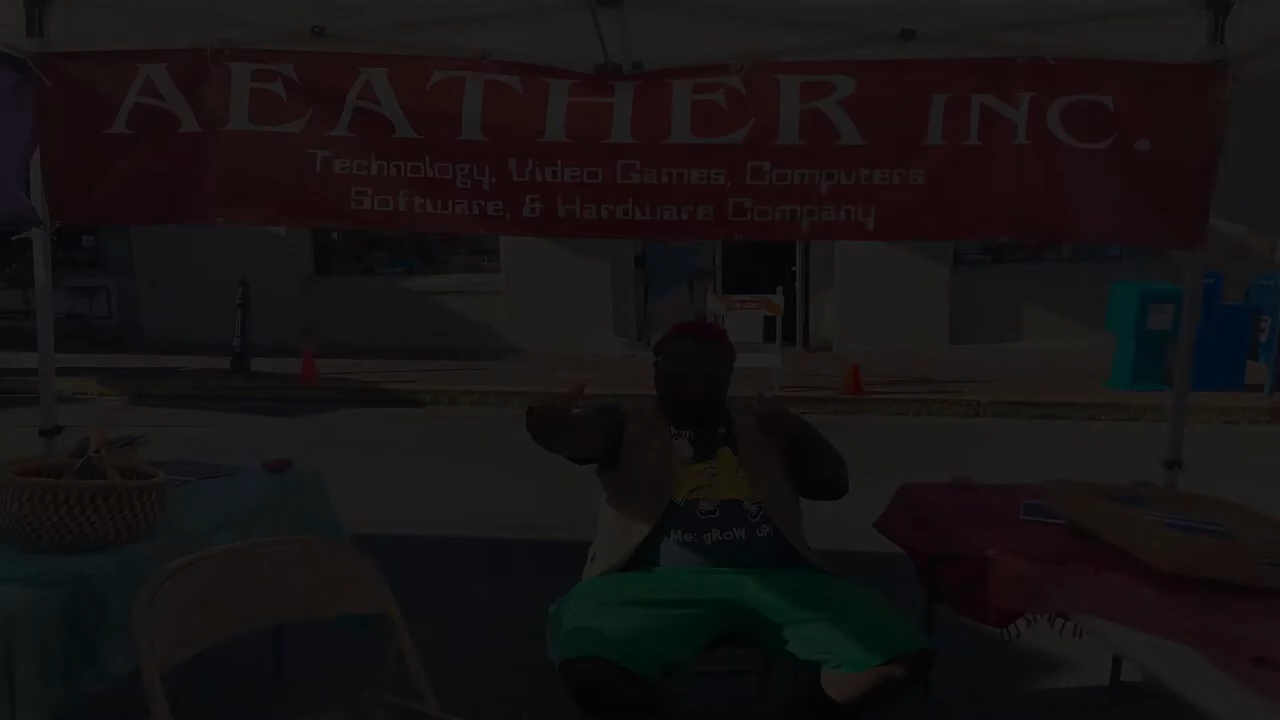 AEATHER INC.
Technology, Video Games, Computers
Software, & Hardware Company
Me: gRoW uP!